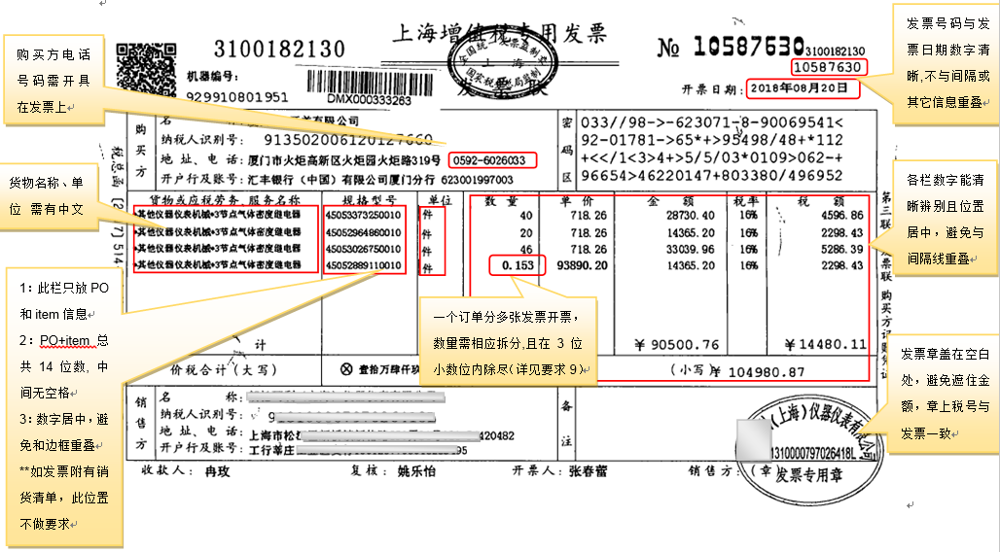 购买方电话
号码需开具
在发票上
3100182130
上海增值税专用发票
全国统一发票监制章
上海
国家税务总局监制
发票联
№ 10587630
3100182130
10587630
机器编号:
929910801951
DMX000333263
开票日期: 2018年08月20日
发票号码与发
票日期数字清
晰,不与间隔或
其它信息重叠
购买方
名
有限公司
纳税人识别号: 913502006120127660
地 址、电 话: 厦门市火炬高新区火炬园火炬路319号 0592-6026033
开户行及账号: 汇丰银行(中国)有限公司厦门分行 623001997003
密码区
033//98->-623071-8-90069541<
92-01781->65*+>95498/48+*112
+<</1<3>4+>5/5/03*0109>062-+
96654>46220147+803380/496952
货物名称、单
位 需有中文
货物或应税劳务、服务名称 规格型号 单位 数 量 单 价 金 额 税率 税 额
*其他仪器仪表机械*3节点气体密度继电器 45053373250010 件 40 718.26 28730.40 16% 4596.86
*其他仪器仪表机械*3节点气体密度继电器 45052964860010 件 20 718.26 14365.20 16% 2298.43
*其他仪器仪表机械*3节点气体密度继电器 45053026750010 件 46 718.26 33039.96 16% 5286.39
*其他仪器仪表机械*3节点气体密度继电器 45052889110010 件 0.153 93890.20 14365.20 16% 2298.43
各栏数字能清
晰辨别且位置
居中，避免与
间隔线重叠
1：此栏只放 PO
和 item 信息
2：PO+item 总
共 14 位数, 中
间无空格
3：数字居中，避
免和边框重叠
**如发票附有销
货清单，此位置
不做要求
一个订单分多张发票开票，
数量需相应拆分,且在 3 位
小数位内除尽（详见要求 9）
计 ￥90500.76 ￥14480.11
价税合计(大写) ⊗ 壹拾万肆仟玖 (小写)￥ 104980.87
第三联
票联 购买方记
发票章盖在空白
处，避免遮住金
额，章上税号与
发票一致
销售方
名 称:
纳税人识别号: 9
地 址、电 话: 上海市松 420482
开户行及账号: 工行莘庄 95
备注
(上海)仪器仪表有限公司
1310000797026418L
发票专用章
收款人: 冉玫 复核: 姚乐怡 开票人: 张春蕾 销售方:(章)